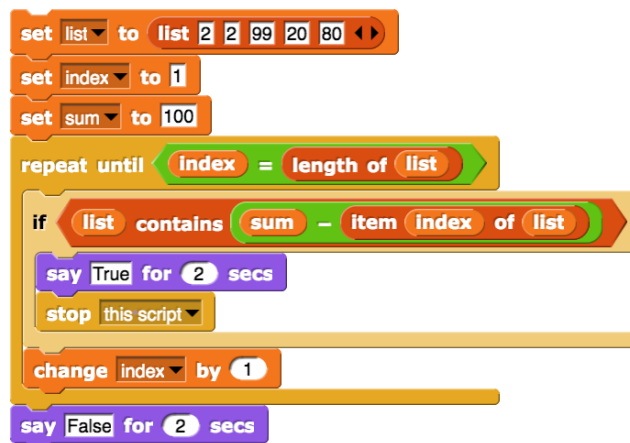 set list to list 2 2 99 20 80
set index to 1
set sum to 100
repeat until index = length of list
if list contains sum - item index of list
say True for 2 secs
stop this script
change index by 1
say False for 2 secs